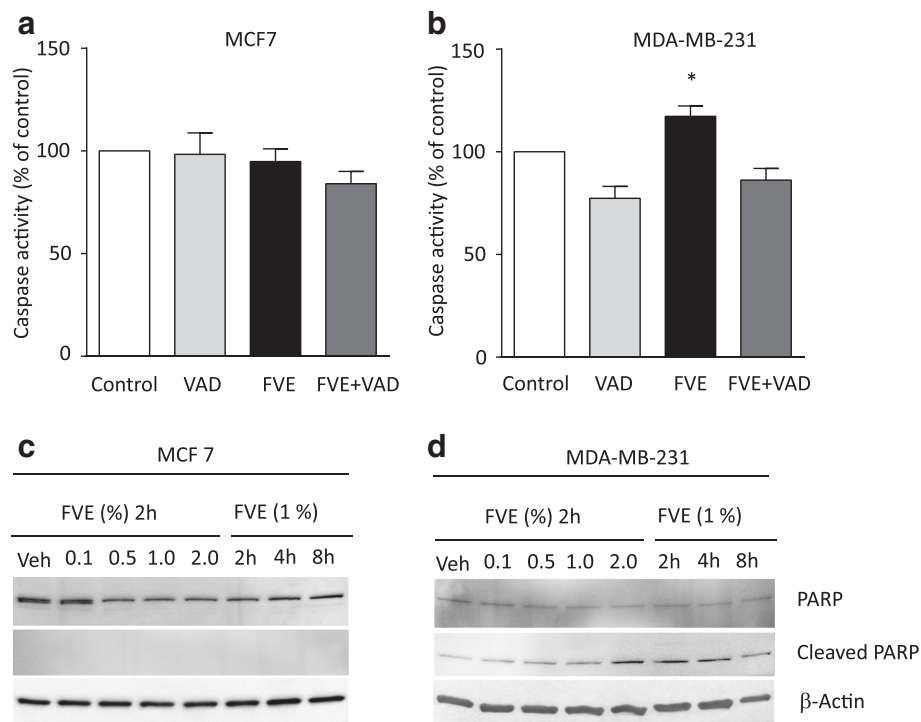 a
MCF7
Caspase activity (% of control)
150
100
50
0
Control VAD FVE FVE+VAD
b
MDA-MB-231
*
Caspase activity (% of control)
150
100
50
0
Control VAD FVE FVE+VAD
c
MCF 7
FVE (%) 2h FVE (1 %)
Veh 0.1 0.5 1.0 2.0 2h 4h 8h
d
MDA-MB-231
FVE (%) 2h FVE (1 %)
Veh 0.1 0.5 1.0 2.0 2h 4h 8h
PARP
Cleaved PARP
β-Actin